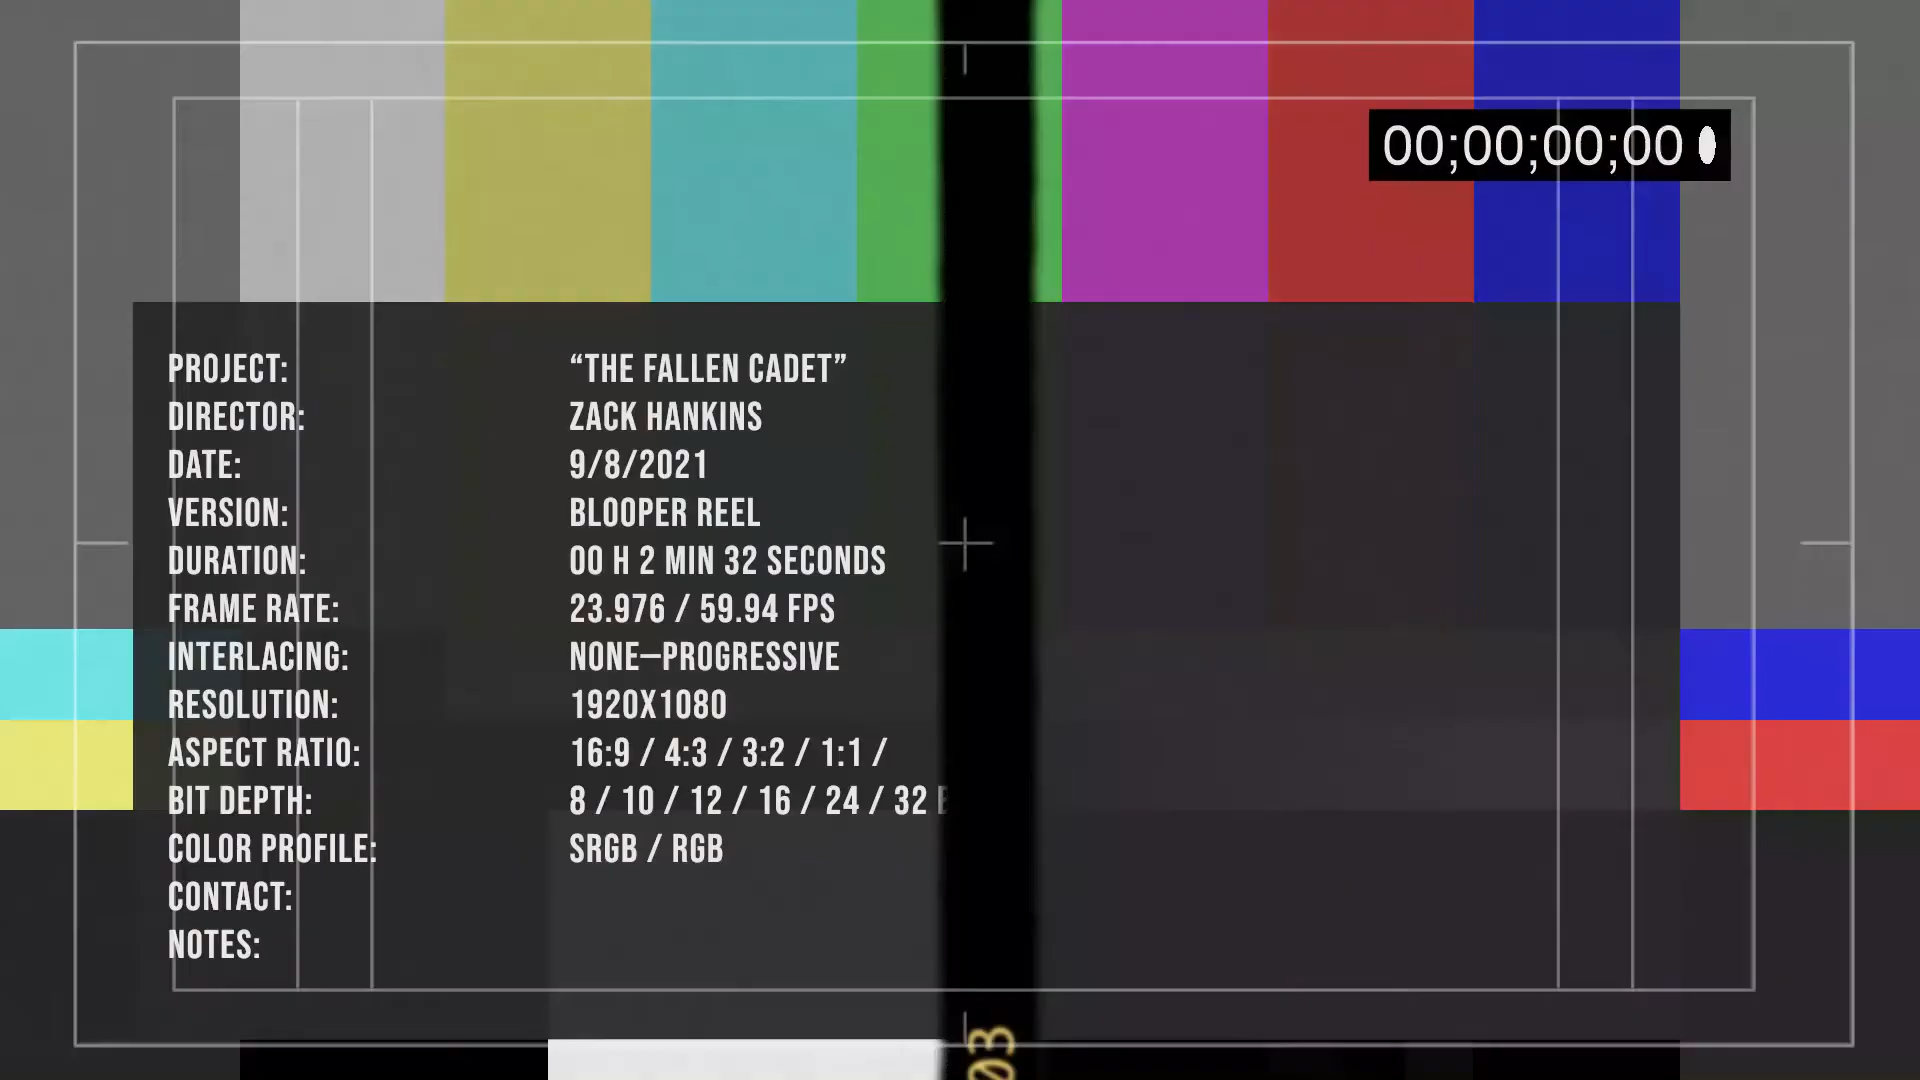 00;00;00;00
PROJECT: “THE FALLEN CADET”
DIRECTOR: ZACK HANKINS
DATE: 9/8/2021
VERSION: BLOOPER REEL
DURATION: 00 H 2 MIN 32 SECONDS
FRAME RATE: 23.976 / 59.94 FPS
INTERLACING: NONE—PROGRESSIVE
RESOLUTION: 1920X1080
ASPECT RATIO: 16:9 / 4:3 / 3:2 / 1:1 /
BIT DEPTH: 8 / 10 / 12 / 16 / 24 / 32
COLOR PROFILE: SRGB / RGB
CONTACT:
NOTES:
03